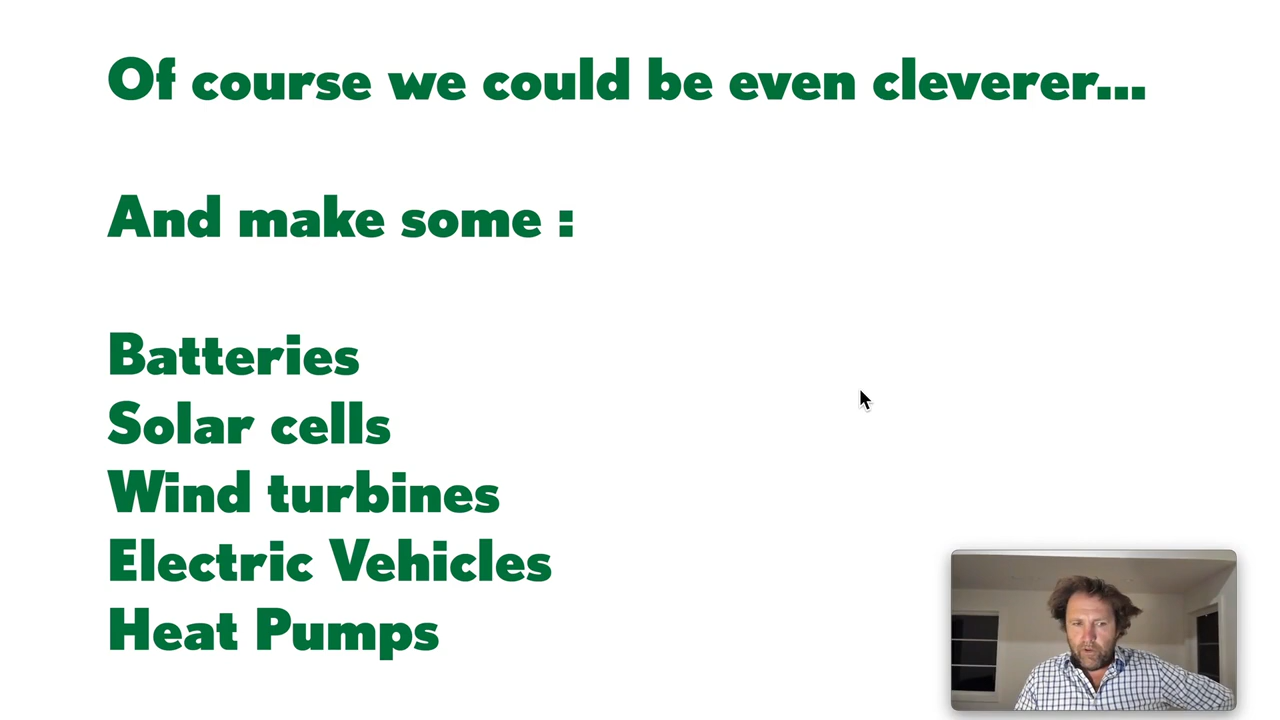 Of course we could be even cleverer...
And make some :
Batteries
Solar cells
Wind turbines
Electric Vehicles
Heat Pumps